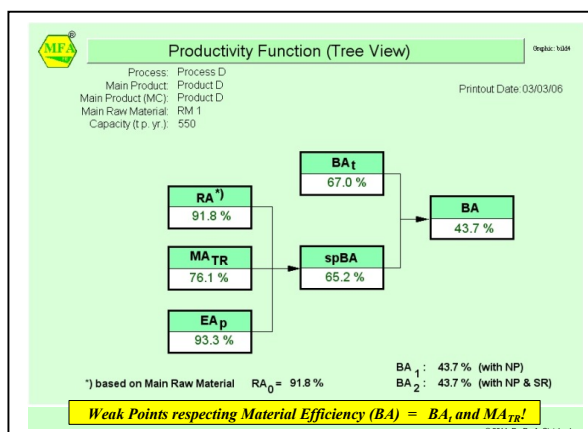 MFA ®
Productivity Function (Tree View)
Process: Process D
Main Product: Product D
Main Product (MC): Product D
Main Raw Material: RM 1
Capacity (t p. yr.): 550
Printout Date: 03/03/06
BAt
67.0 %
RA*)
91.8 %
BA
43.7 %
MATR
76.1 %
spBA
65.2 %
EAp
93.3 %
BA1 : 43.7 % (with NP)
*) based on Main Raw Material RA0 = 91.8 %
BA2 : 43.7 % (with NP & SR)
Weak Points respecting Material Efficiency (BA) = BAt and MATR!